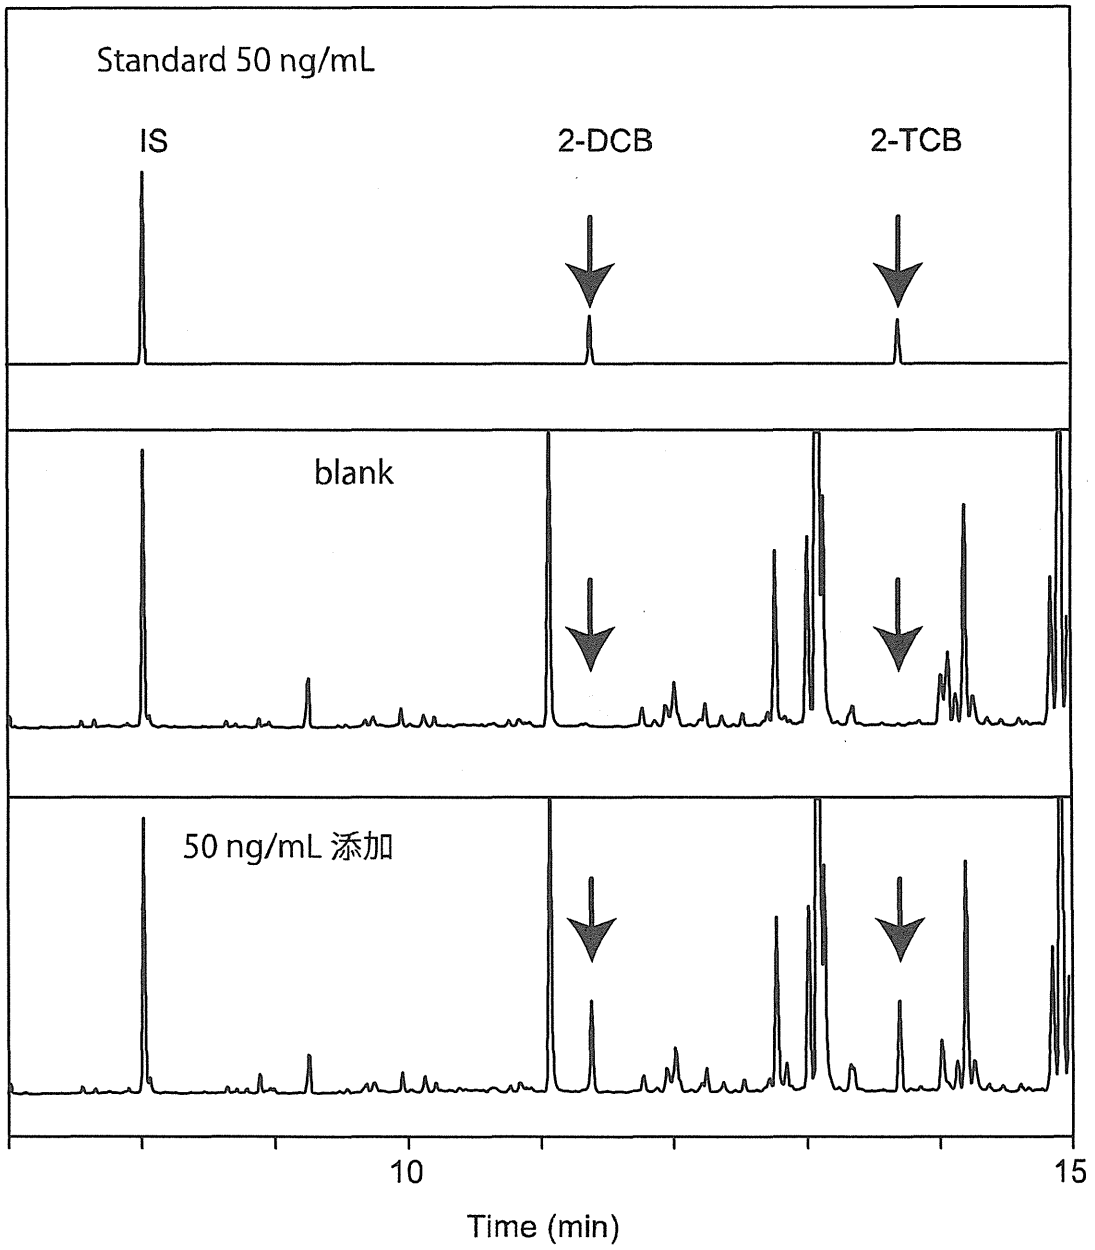 Standard 50 ng/mL
IS 2-DCB 2-TCB
blank
50 ng/mL 添加
10 15
Time (min)